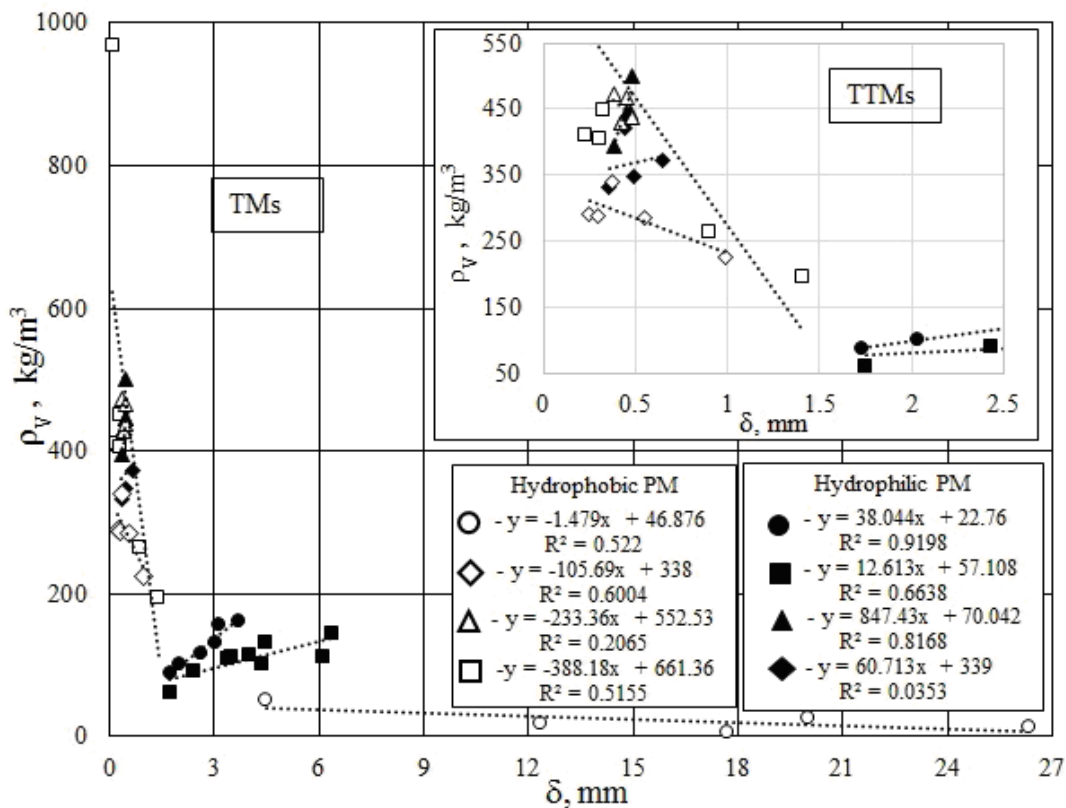 1000
800
600
400
200
0
ρV , kg/m³
0 3 6 9 12 15 18 21 24 27
δ, mm
TMs
550
450
350
250
150
50
ρV , kg/m³
0 0.5 1 1.5 2 2.5
δ, mm
TTMs
Hydrophobic PM
- y = -1.479x + 46.876
R² = 0.522
- y = -105.69x + 338
R² = 0.6004
- y = -233.36x + 552.53
R² = 0.2065
- y = -388.18x + 661.36
R² = 0.5155
Hydrophilic PM
- y = 38.044x + 22.76
R² = 0.9198
- y = 12.613x + 57.108
R² = 0.6638
- y = 847.43x + 70.042
R² = 0.8168
- y = 60.713x + 339
R² = 0.0353